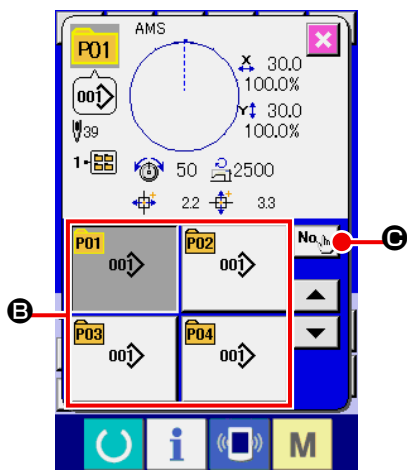 AMS
P01
X 30.0
100.0%
001
Y 30.0
100.0%
39
1-
50 2500
2.2 3.3
No.
C
B
P01
001
P02
001
P03
001
P04
001
i
M